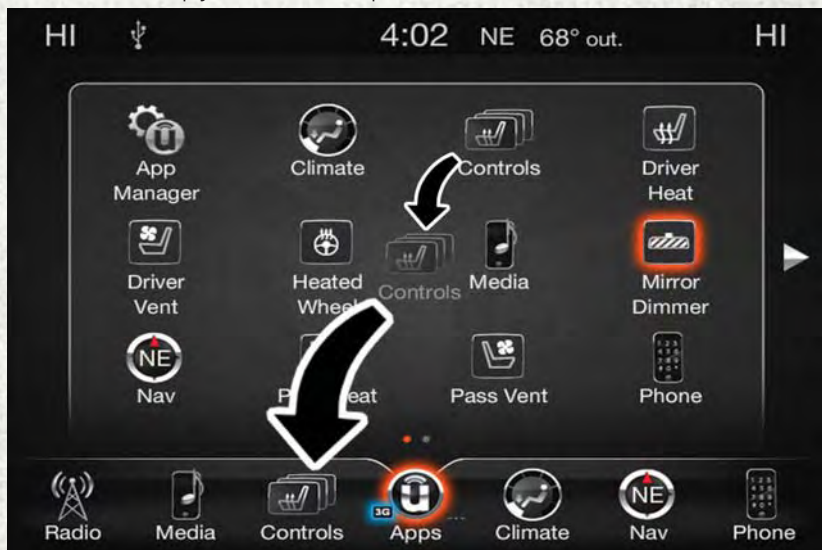 HI 4:02 NE 68° out. HI
App Manager
Climate
Controls
Driver Heat
Driver Vent
Heated
Controls
Media
Mirror Dimmer
NE
Nav
eat
Pass Vent
Phone
3G
Radio Media Controls Apps Climate NE Nav Phone